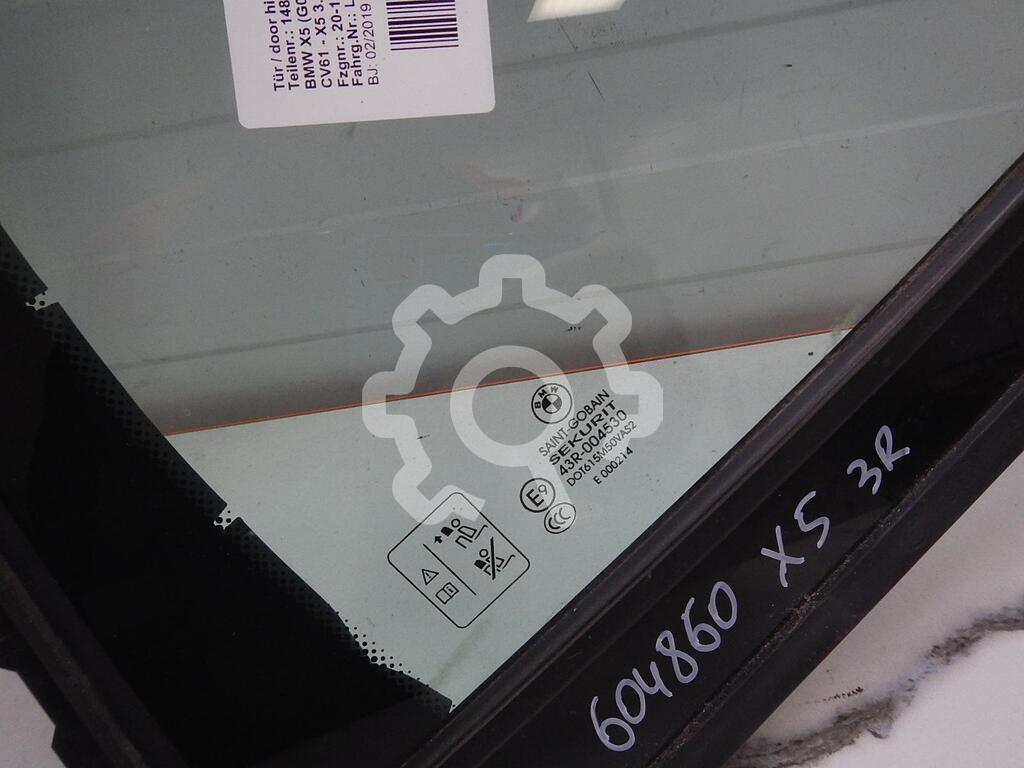 Tür / door hi
Teilenr.: 148
BMW X5 (G0
CV61 - X5 3.
Fzgnr.: 20-1
Fahrg.Nr.: L
BJ: 02/2019
BMW
SAINT-GOBAIN
SEKURIT
43R-004530
DOT615M50VAS2
E 000214
E9
CCC
604860 X5 3R